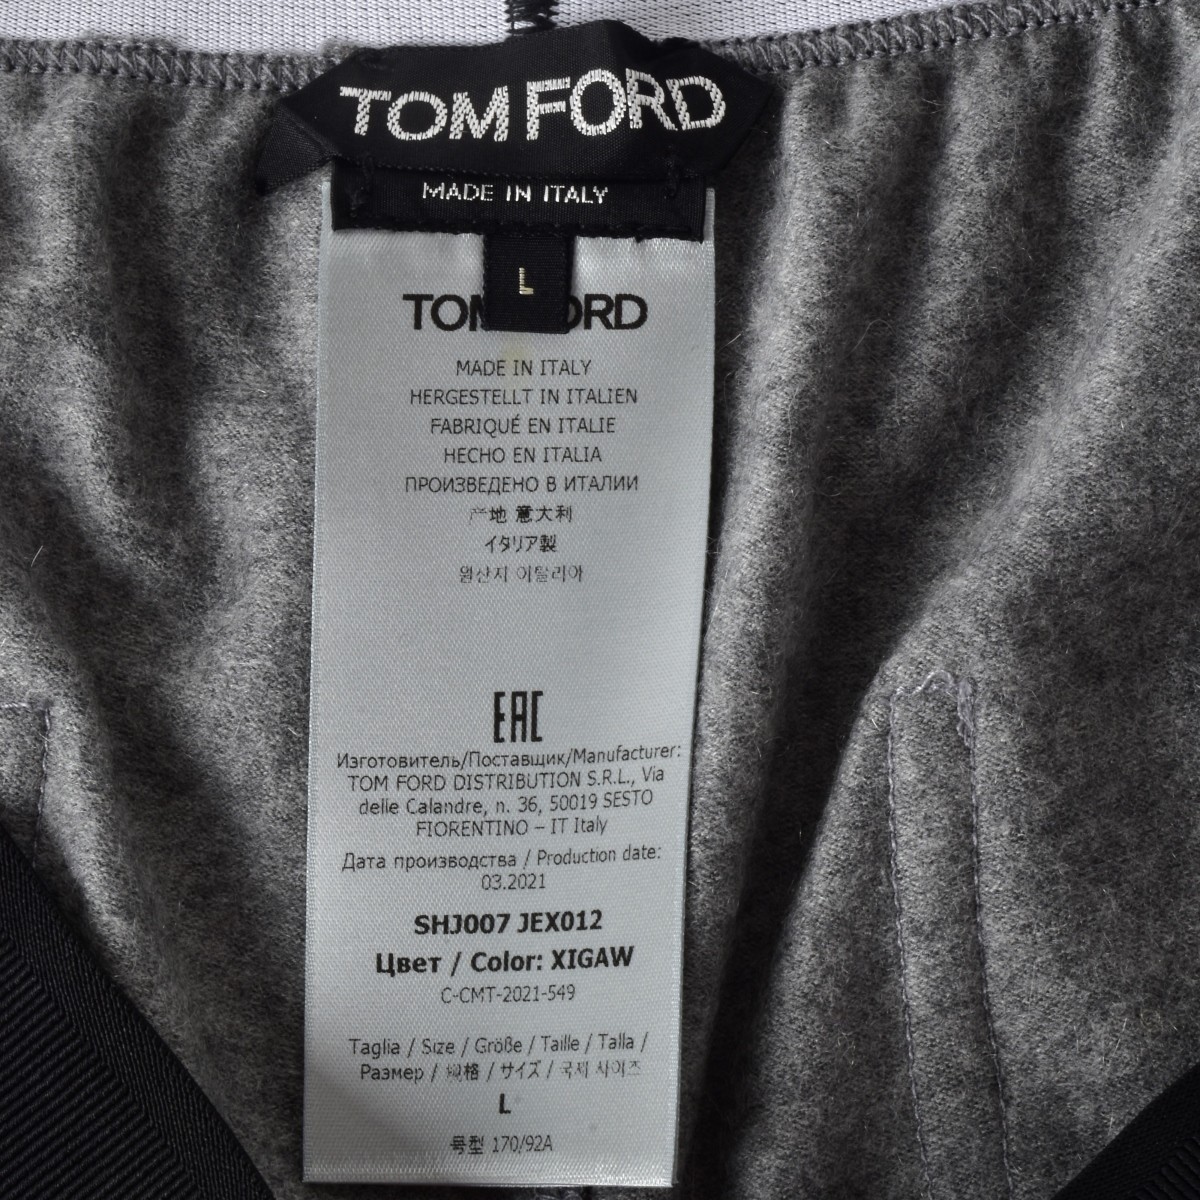 TOM FORD
MADE IN ITALY
L
TOM FORD
MADE IN ITALY
HERGESTELLT IN ITALIEN
FABRIQUÉ EN ITALIE
HECHO EN ITALIA
ПРОИЗВЕДЕНО В ИТАЛИИ
产地 意大利
イタリア製
원산지 이탈리아
EAC
Изготовитель/Поставщик/Manufacturer:
TOM FORD DISTRIBUTION S.R.L., Via
delle Calandre, n. 36, 50019 SESTO
FIORENTINO – IT Italy
Дата производства / Production date:
03.2021
SHJ007 JEX012
Цвет / Color: XIGAW
C-CMT-2021-549
Taglia / Size / Größe / Taille / Talla /
Размер / 规格 / サイズ / 국제 사이즈
L
号型 170/92A